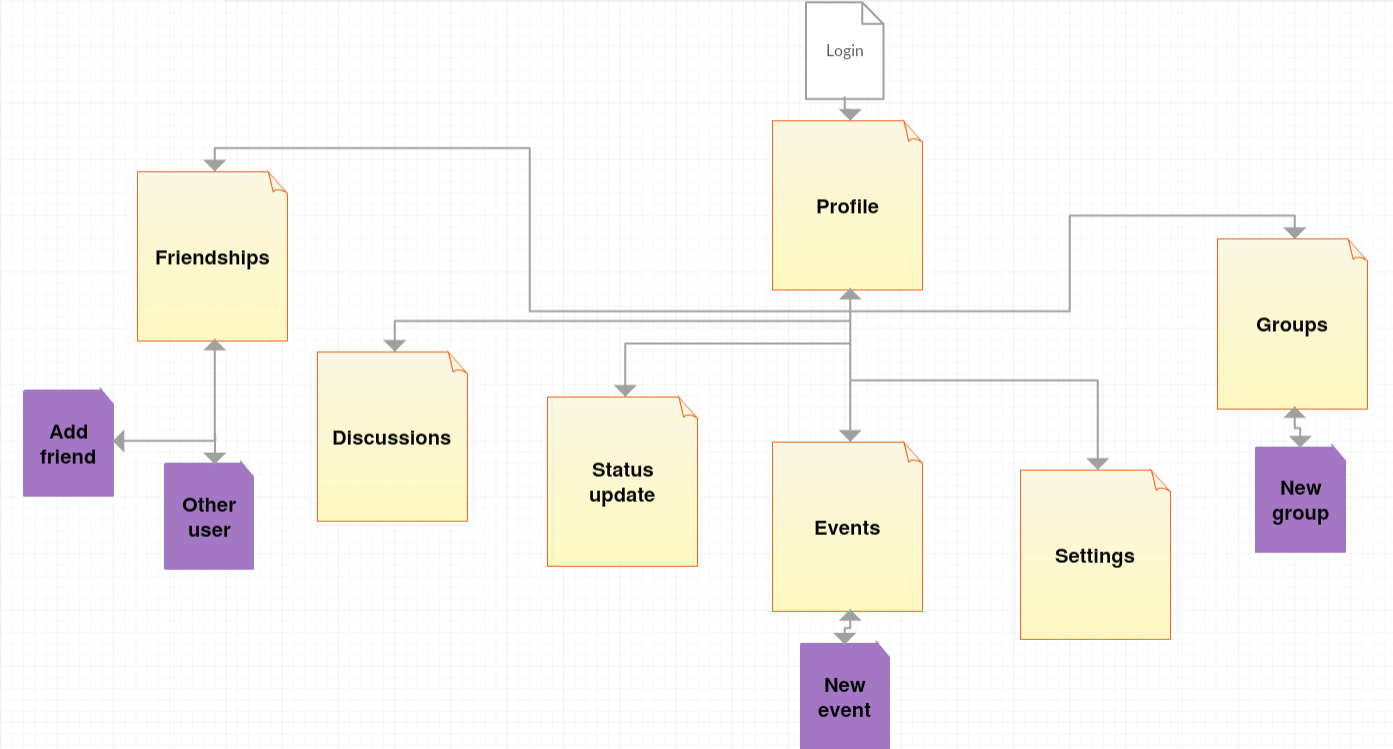 Login
Profile
Friendships
Groups
Discussions
Status
update
Events
Settings
Add
friend
Other
user
New
group
New
event